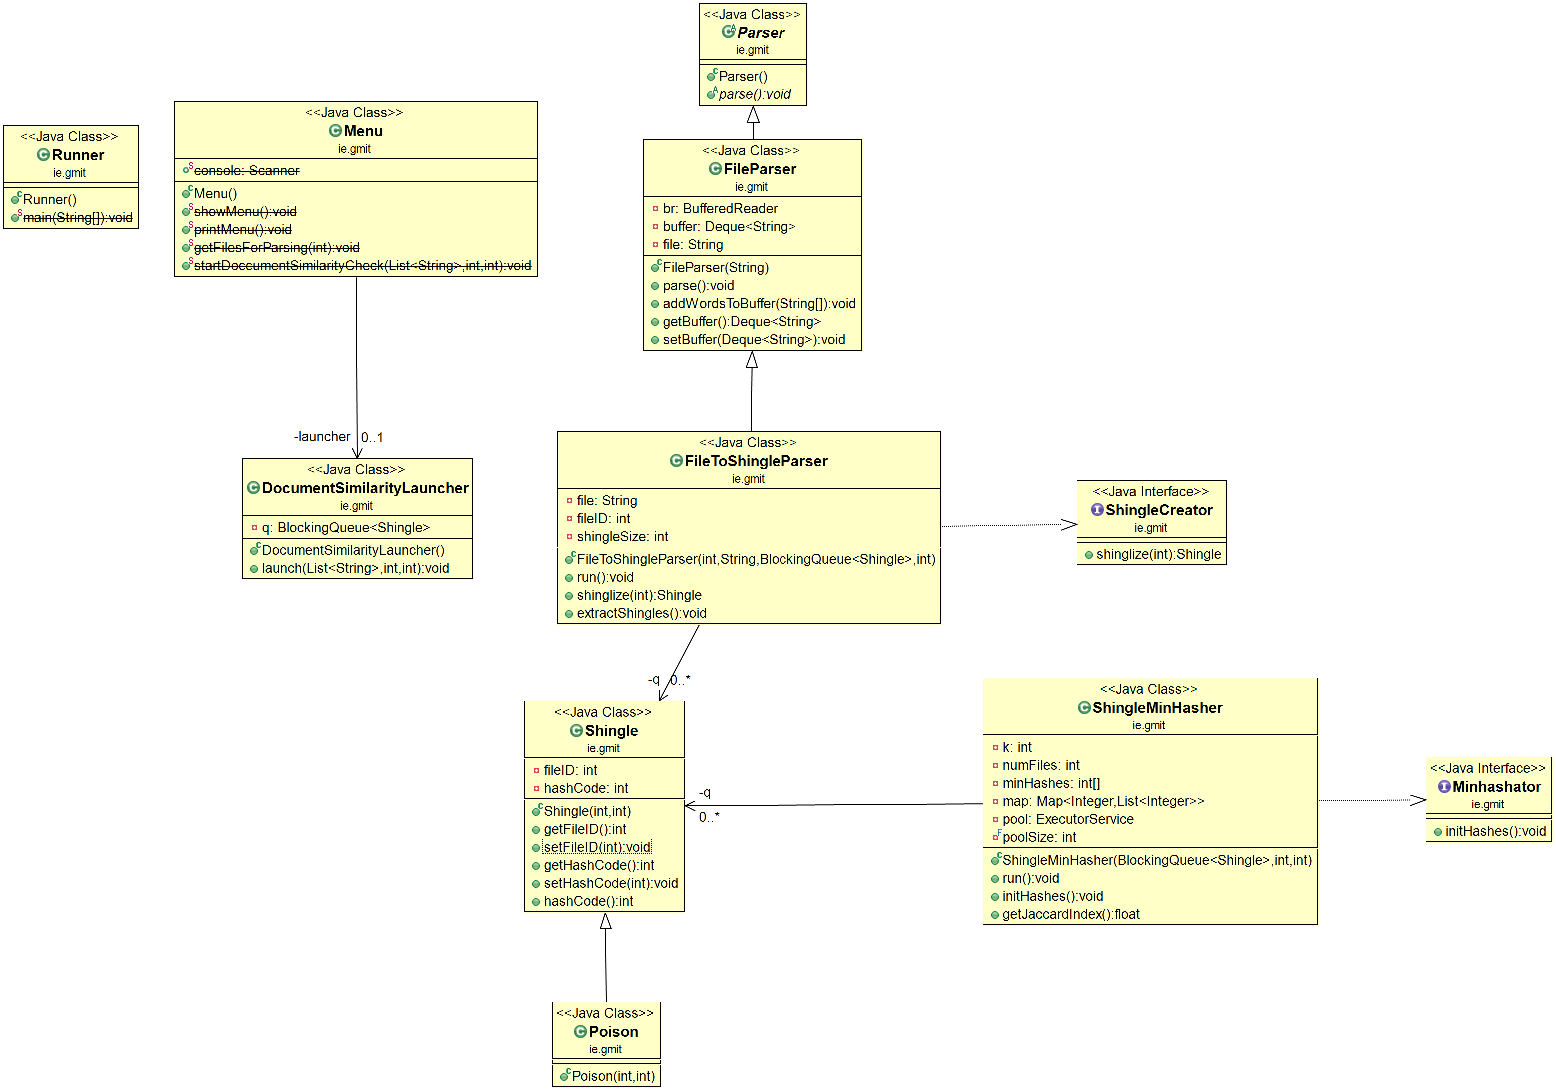 <<Java Class>>
Parser
ie.gmit
Parser()
parse():void
<<Java Class>>
Runner
ie.gmit
Runner()
main(String[]):void
<<Java Class>>
Menu
ie.gmit
console: Scanner
Menu()
showMenu():void
printMenu():void
getFilesForParsing(int):void
startDoccumentSimilarityCheck(List<String>,int,int):void
<<Java Class>>
FileParser
ie.gmit
br: BufferedReader
buffer: Deque<String>
file: String
FileParser(String)
parse():void
addWordsToBuffer(String[]):void
getBuffer():Deque<String>
setBuffer(Deque<String>):void
-launcher 0..1
<<Java Class>>
DocumentSimilarityLauncher
ie.gmit
q: BlockingQueue<Shingle>
DocumentSimilarityLauncher()
launch(List<String>,int,int):void
<<Java Class>>
FileToShingleParser
ie.gmit
file: String
fileID: int
shingleSize: int
FileToShingleParser(int,String,BlockingQueue<Shingle>,int)
run():void
shinglize(int):Shingle
extractShingles():void
<<Java Interface>>
ShingleCreator
ie.gmit
shinglize(int):Shingle
-q 0..*
<<Java Class>>
Shingle
ie.gmit
fileID: int
hashCode: int
Shingle(int,int)
getFileID():int
setFileID(int):void
getHashCode():int
setHashCode(int):void
hashCode():int
-q
0..*
<<Java Class>>
ShingleMinHasher
ie.gmit
k: int
numFiles: int
minHashes: int[]
map: Map<Integer,List<Integer>>
pool: ExecutorService
poolSize: int
ShingleMinHasher(BlockingQueue<Shingle>,int,int)
run():void
initHashes():void
getJaccardIndex():float
<<Java Interface>>
Minhashator
ie.gmit
initHashes():void
<<Java Class>>
Poison
ie.gmit
Poison(int,int)